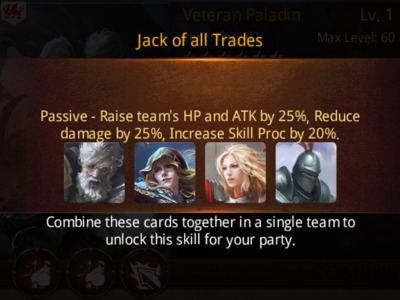 Veteran Paladin
Lv. 1
Jack of all Trades
Max Level: 60
Passive - Raise team's HP and ATK by 25%, Reduce
damage by 25%, Increase Skill Proc by 20%.
Combine these cards together in a single team to
unlock this skill for your party.